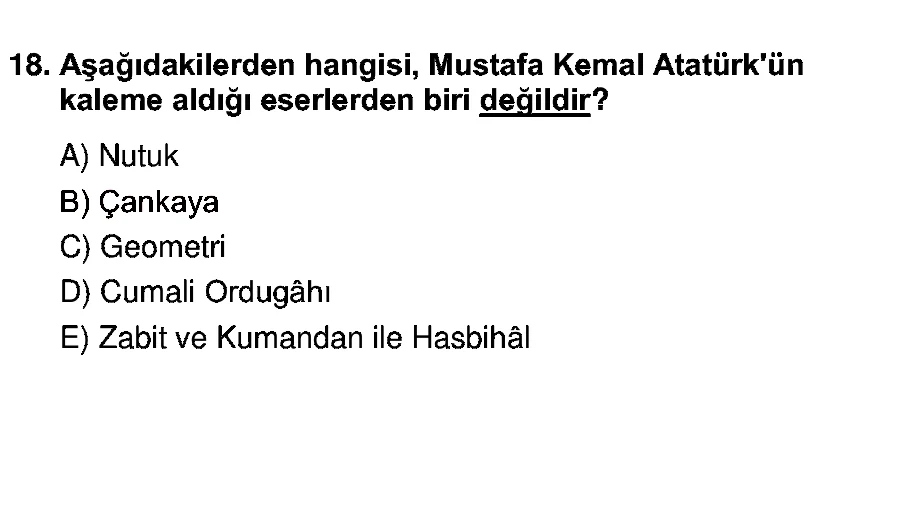 18. Aşağıdakilerden hangisi, Mustafa Kemal Atatürk'ün
kaleme aldığı eserlerden biri değildir?
A) Nutuk
B) Çankaya
C) Geometri
D) Cumali Ordugâhı
E) Zabit ve Kumandan ile Hasbihâl